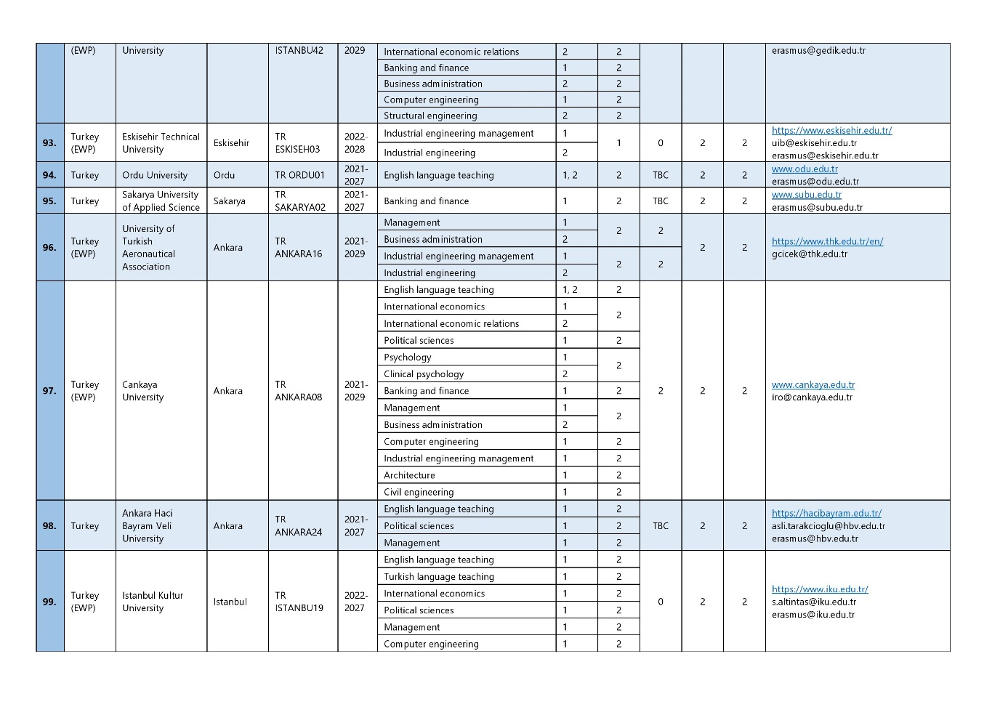 (EWP) University ISTANBU42 2029 International economic relations 2 2 erasmus@gedik.edu.tr
Banking and finance 1 2
Business administration 2 2
Computer engineering 1 2
Structural engineering 2 2
93. Turkey (EWP) Eskisehir Technical University Eskisehir TR ESKISEH03 2022-2028 Industrial engineering management 1 1 0 2 2 https://www.eskisehir.edu.tr/
uib@eskisehir.edu.tr
Industrial engineering 2 erasmus@eskisehir.edu.tr
94. Turkey Ordu University Ordu TR ORDU01 2021-2027 English language teaching 1, 2 2 TBC 2 2 www.odu.edu.tr
erasmus@odu.edu.tr
95. Turkey Sakarya University of Applied Science Sakarya TR SAKARYA02 2021-2027 Banking and finance 1 2 TBC 2 2 www.subu.edu.tr
erasmus@subu.edu.tr
96. Turkey (EWP) University of Turkish Aeronautical Association Ankara TR ANKARA16 2021-2029 Management 1 2 2 2 2 https://www.thk.edu.tr/en/
gcicek@thk.edu.tr
Business administration 2
Industrial engineering management 1 2 2
Industrial engineering 2
97. Turkey (EWP) Cankaya University Ankara TR ANKARA08 2021-2029 English language teaching 1, 2 2 2 2 2 www.cankaya.edu.tr
iro@cankaya.edu.tr
International economics 1 2
International economic relations 2
Political sciences 1 2
Psychology 1 2
Clinical psychology 2
Banking and finance 1 2
Management 1 2
Business administration 2
Computer engineering 1 2
Industrial engineering management 1 2
Architecture 1 2
Civil engineering 1 2
98. Turkey Ankara Haci Bayram Veli University Ankara TR ANKARA24 2021-2027 English language teaching 1 2 TBC 2 2 https://hacibayram.edu.tr/
asli.tarakcioglu@hbv.edu.tr
erasmus@hbv.edu.tr
Political sciences 1 2
Management 1 2
99. Turkey (EWP) Istanbul Kultur University Istanbul TR ISTANBU19 2022-2027 English language teaching 1 2 0 2 2 https://www.iku.edu.tr/
s.altintas@iku.edu.tr
erasmus@iku.edu.tr
Turkish language teaching 1 2
International economics 1 2
Political sciences 1 2
Management 1 2
Computer engineering 1 2